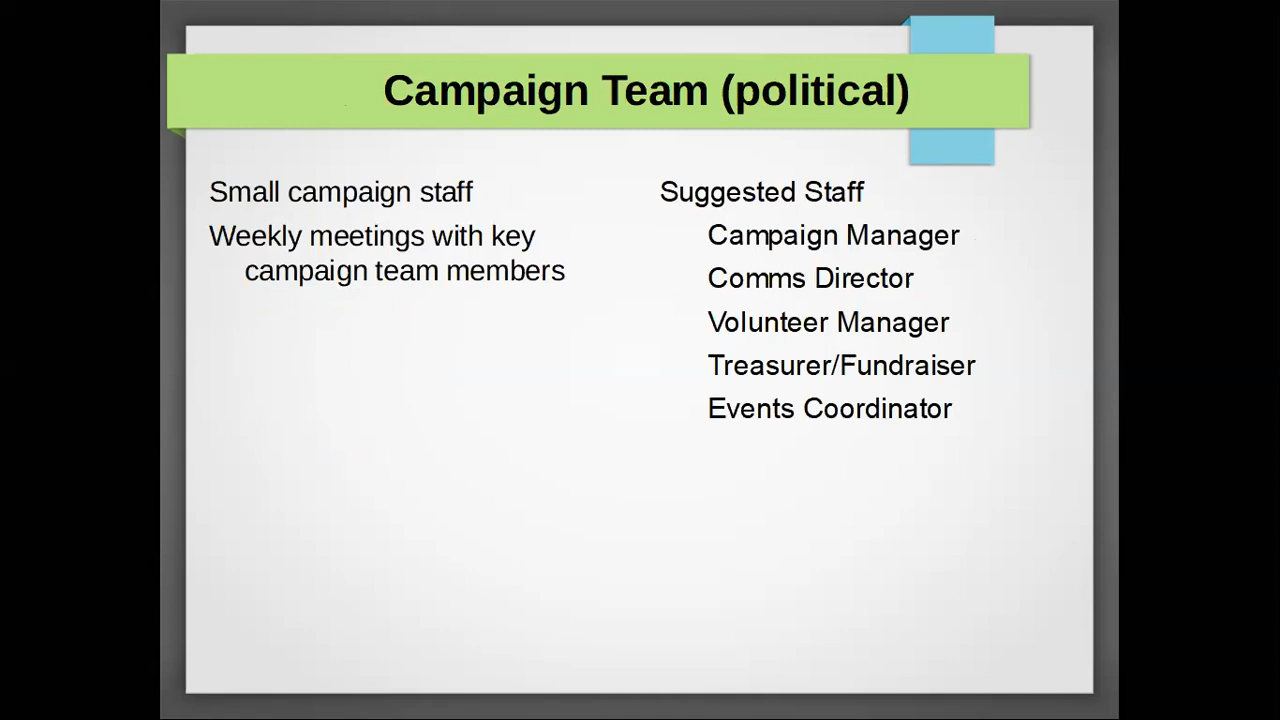 Campaign Team (political)
Small campaign staff
Weekly meetings with key
campaign team members
Suggested Staff
Campaign Manager
Comms Director
Volunteer Manager
Treasurer/Fundraiser
Events Coordinator